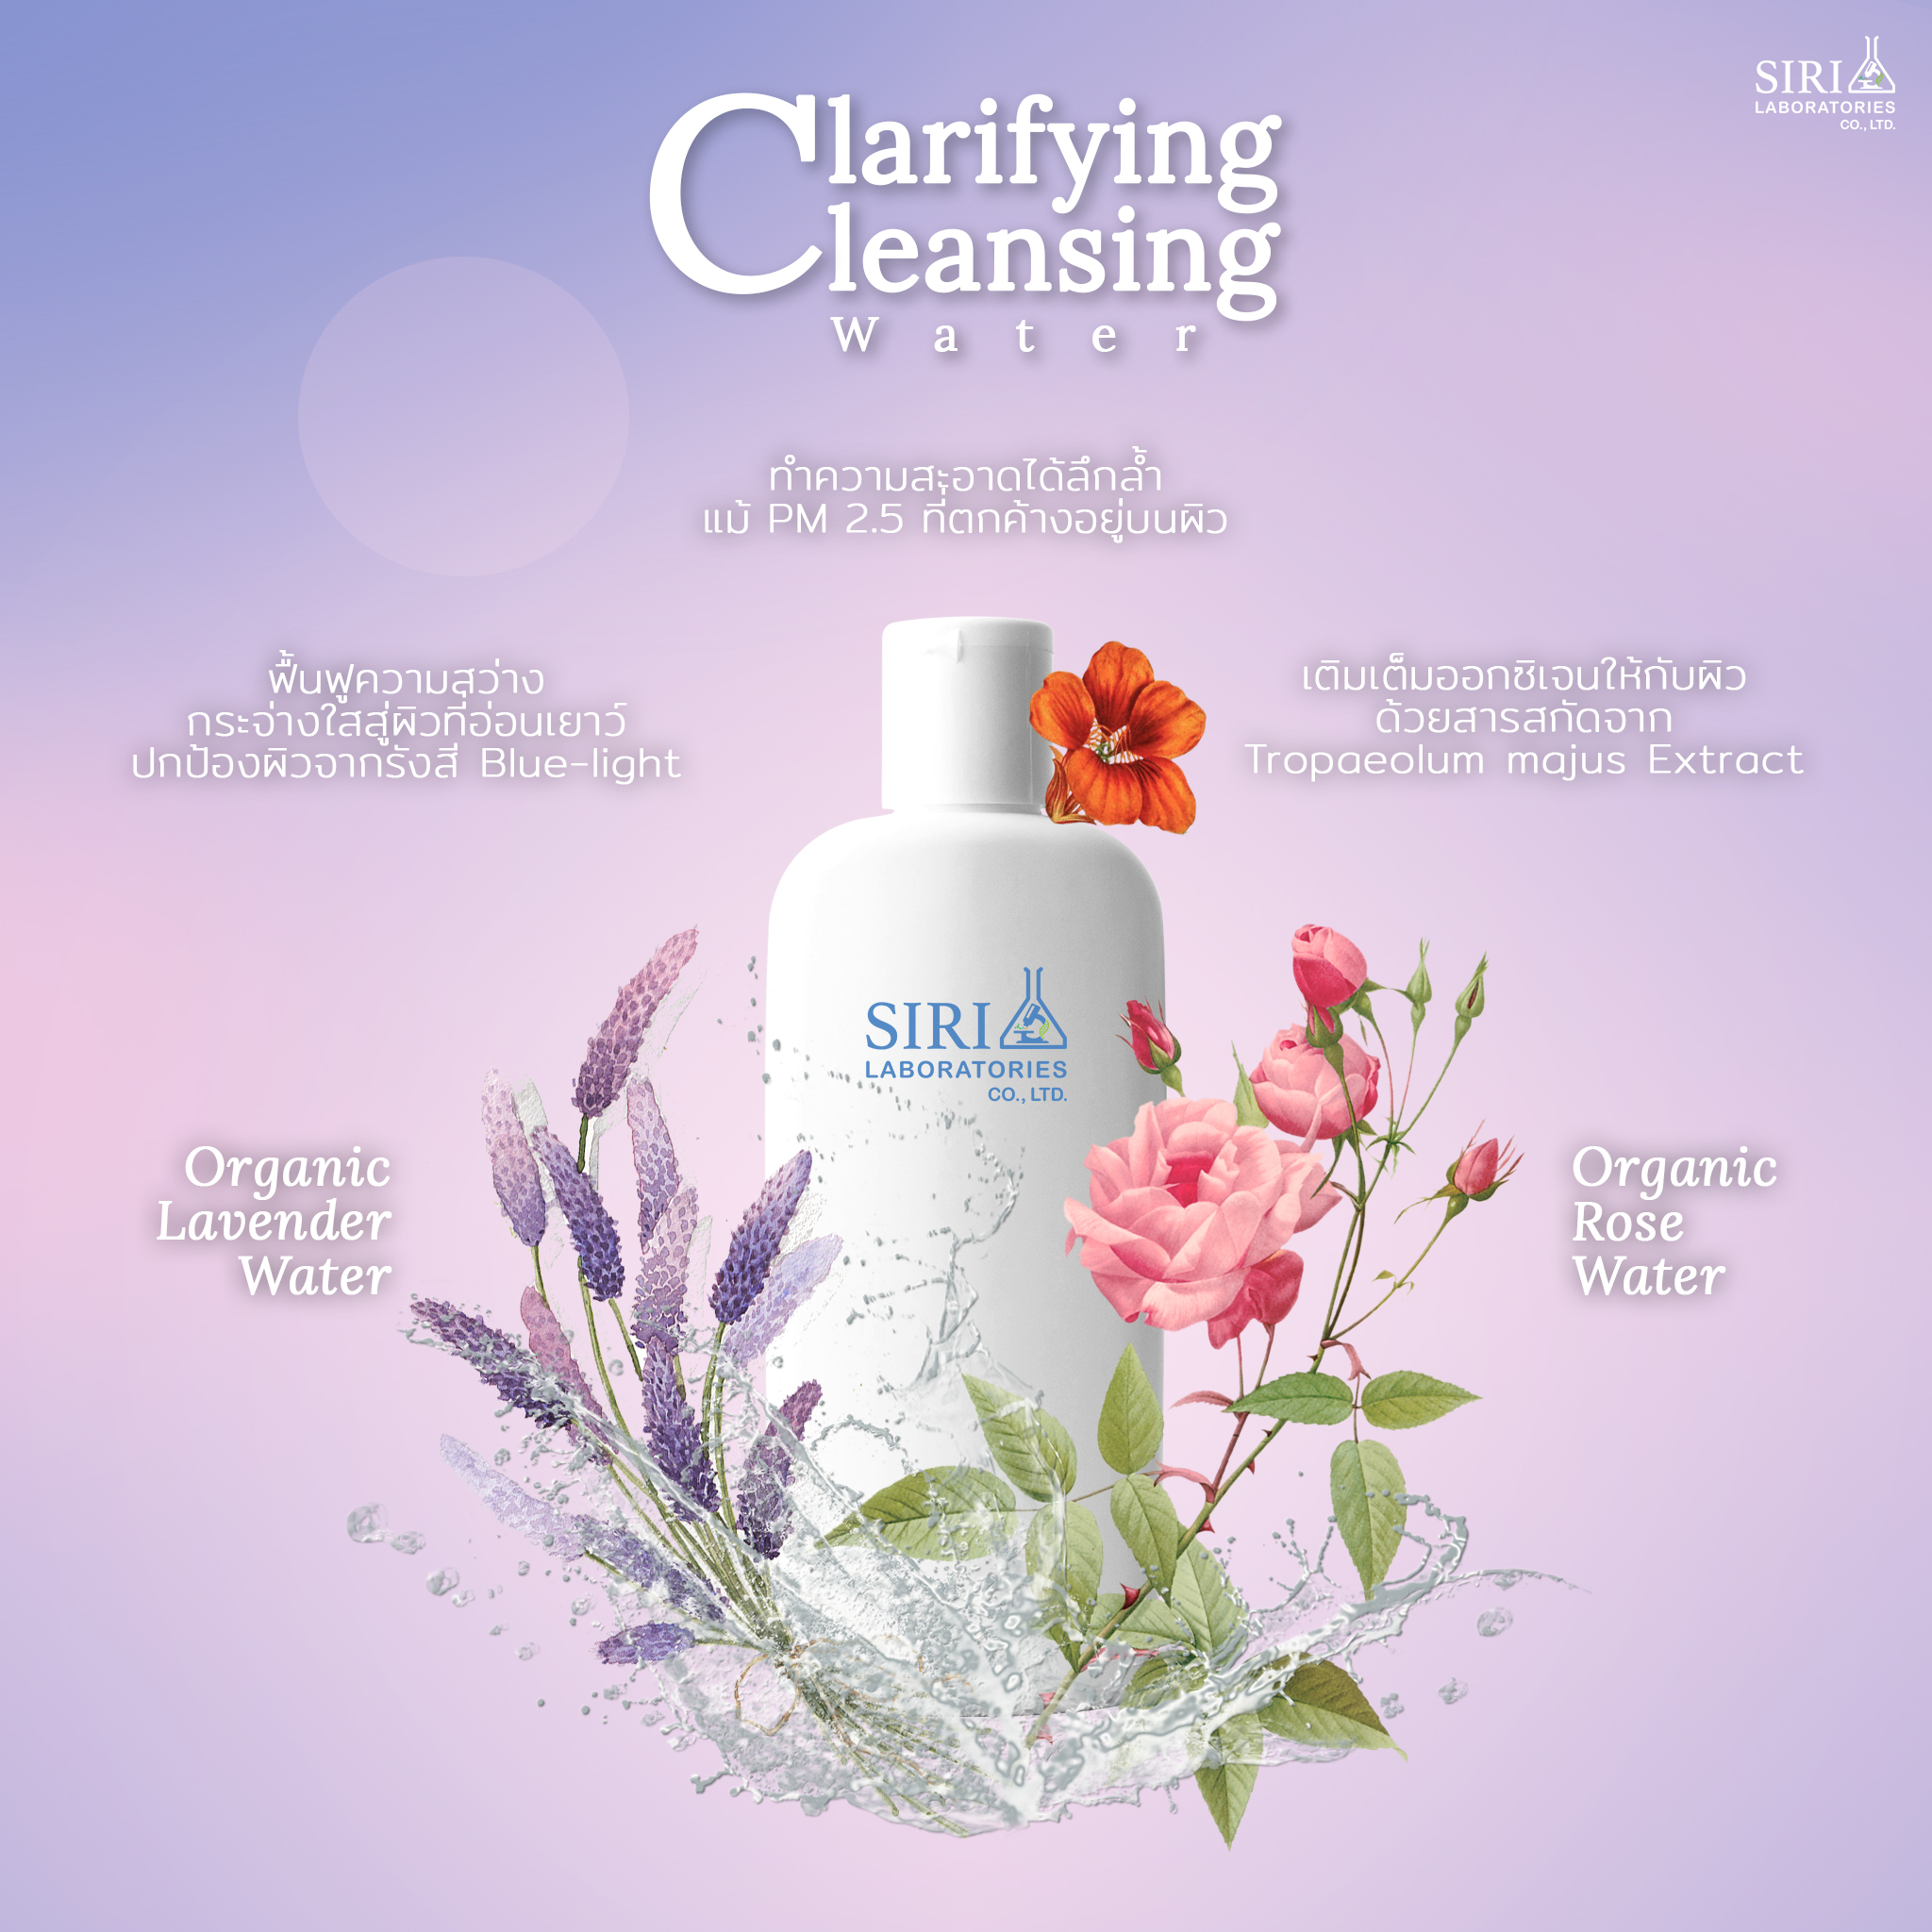 SIRI
LABORATORIES
CO., LTD.
Clarifying
Cleansing
Water
ทำความสะอาดได้ลึกล้ำ
แม้ PM 2.5 ที่ตกค้างอยู่บนผิว
ฟื้นฟูความสว่าง
กระจ่างใสสู่ผิวที่อ่อนเยาว์
ปกป้องผิวจากรังสี Blue-light
เติมเต็มออกซิเจนให้กับผิว
ด้วยสารสกัดจาก
Tropaeolum majus Extract
SIRI
LABORATORIES
CO., LTD.
Organic
Lavender
Water
Organic
Rose
Water